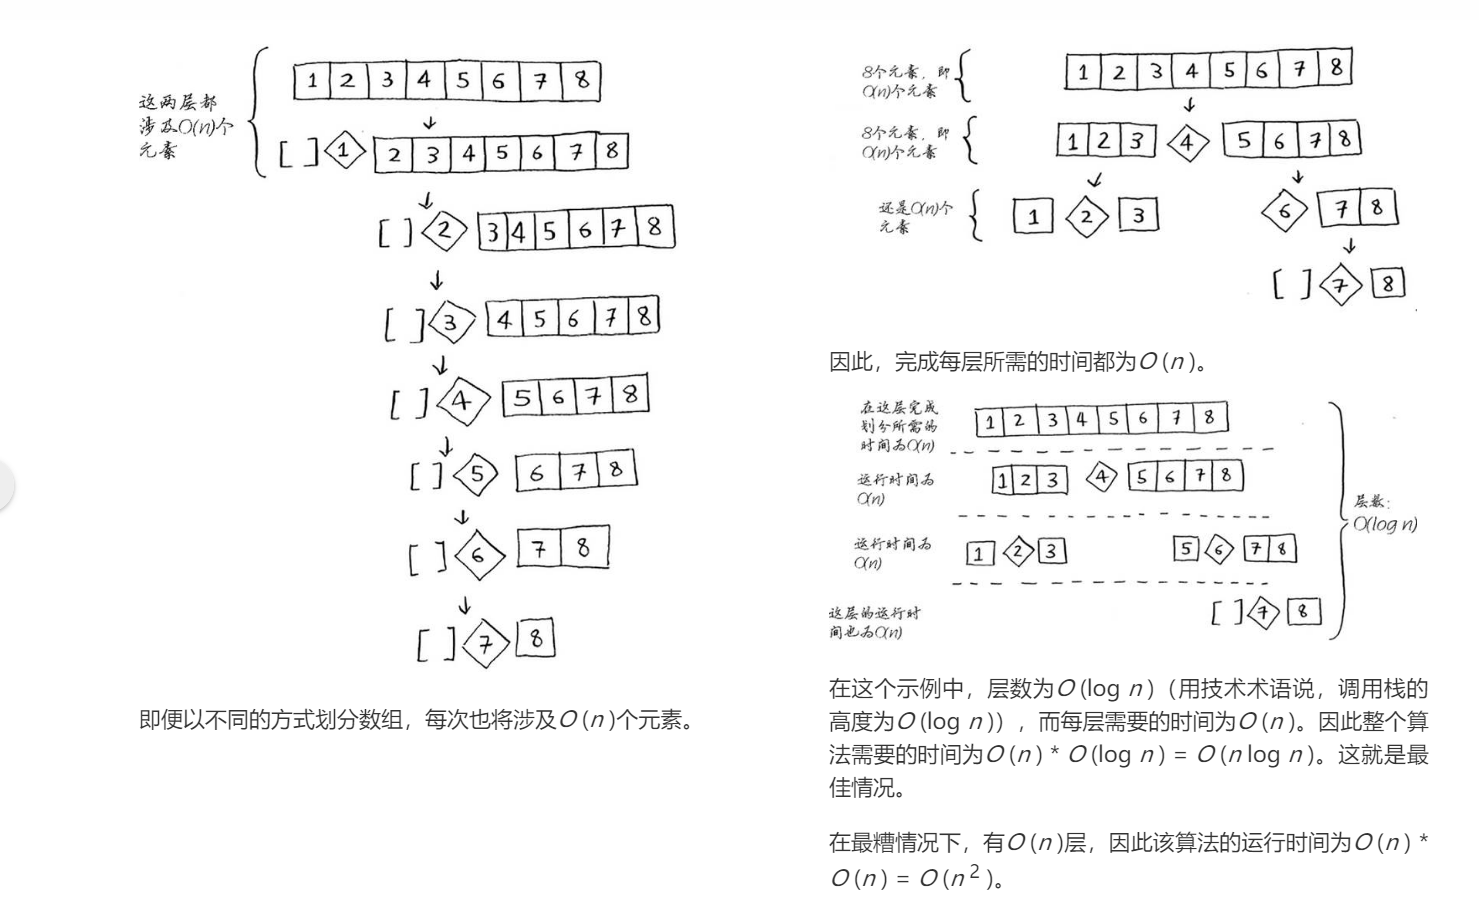 这两层都
涉及O(n)个
元素
1 2 3 4 5 6 7 8
[ ] 1 2 3 4 5 6 7 8
[ ] 2 3 4 5 6 7 8
[ ] 3 4 5 6 7 8
[ ] 4 5 6 7 8
[ ] 5 6 7 8
[ ] 6 7 8
[ ] 7 8
即便以不同的方式划分数组，每次也将涉及O (n )个元素。
8个元素，即
O(n)个元素
1 2 3 4 5 6 7 8
8个元素，即
O(n)个元素
1 2 3 4 5 6 7 8
还是O(n)个
元素
1 2 3 6 7 8
[ ] 7 8
因此，完成每层所需的时间都为O (n )。
在这层完成
划分所需的
时间为O(n)
1 2 3 4 5 6 7 8
运行时间为
O(n)
1 2 3 4 5 6 7 8
运行时间为
O(n)
1 2 3 5 6 7 8
这层的运行时
间也为O(n)
[ ] 7 8
层数：
O(log n)
在这个示例中，层数为O (log n )（用技术术语说，调用栈的
高度为O (log n )），而每层需要的时间为O (n )。因此整个算
法需要的时间为O (n ) * O (log n ) = O (n log n )。这就是最
佳情况。
在最糟情况下，有O (n )层，因此该算法的运行时间为O (n ) *
O (n ) = O (n 2 )。